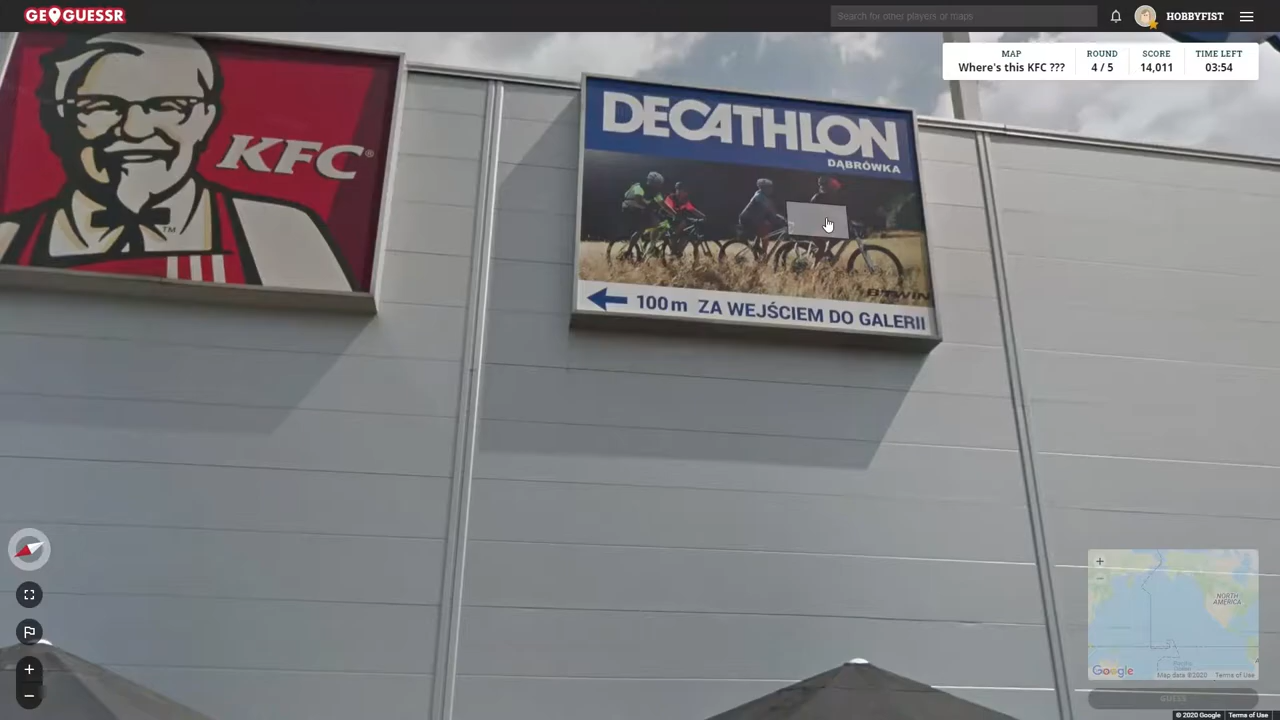 GEOGUESSR
Search for other players or maps
HOBBYFIST
MAP
Where's this KFC ???
ROUND
4 / 5
SCORE
14,011
TIME LEFT
03:54
KFC®
TM
DECATHLON
DĄBRÓWKA
BTWIN
100m ZA WEJŚCIEM DO GALERII
+
−
NORTH
AMERICA
Google
Map data ©2020
Terms of Use
GUESS
+
−
© 2020 Google
Terms of Use